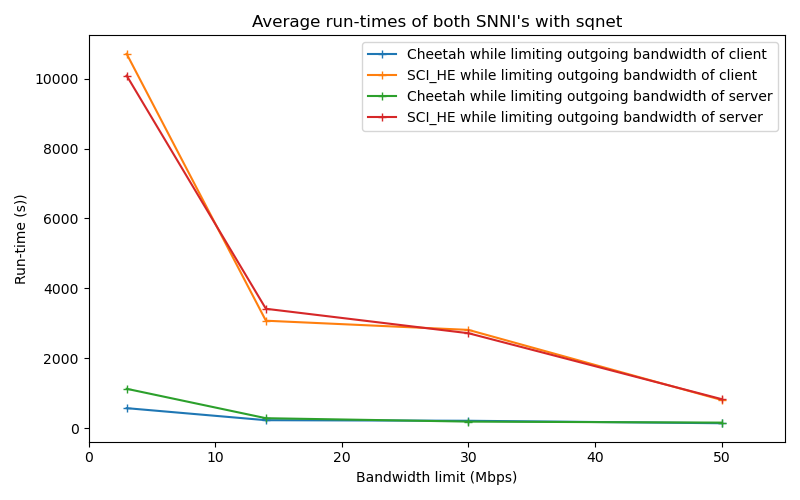 Average run-times of both SNNI's with sqnet
Cheetah while limiting outgoing bandwidth of client
SCI_HE while limiting outgoing bandwidth of client
Cheetah while limiting outgoing bandwidth of server
SCI_HE while limiting outgoing bandwidth of server
Run-time (s))
10000
8000
6000
4000
2000
0
0 10 20 30 40 50
Bandwidth limit (Mbps)